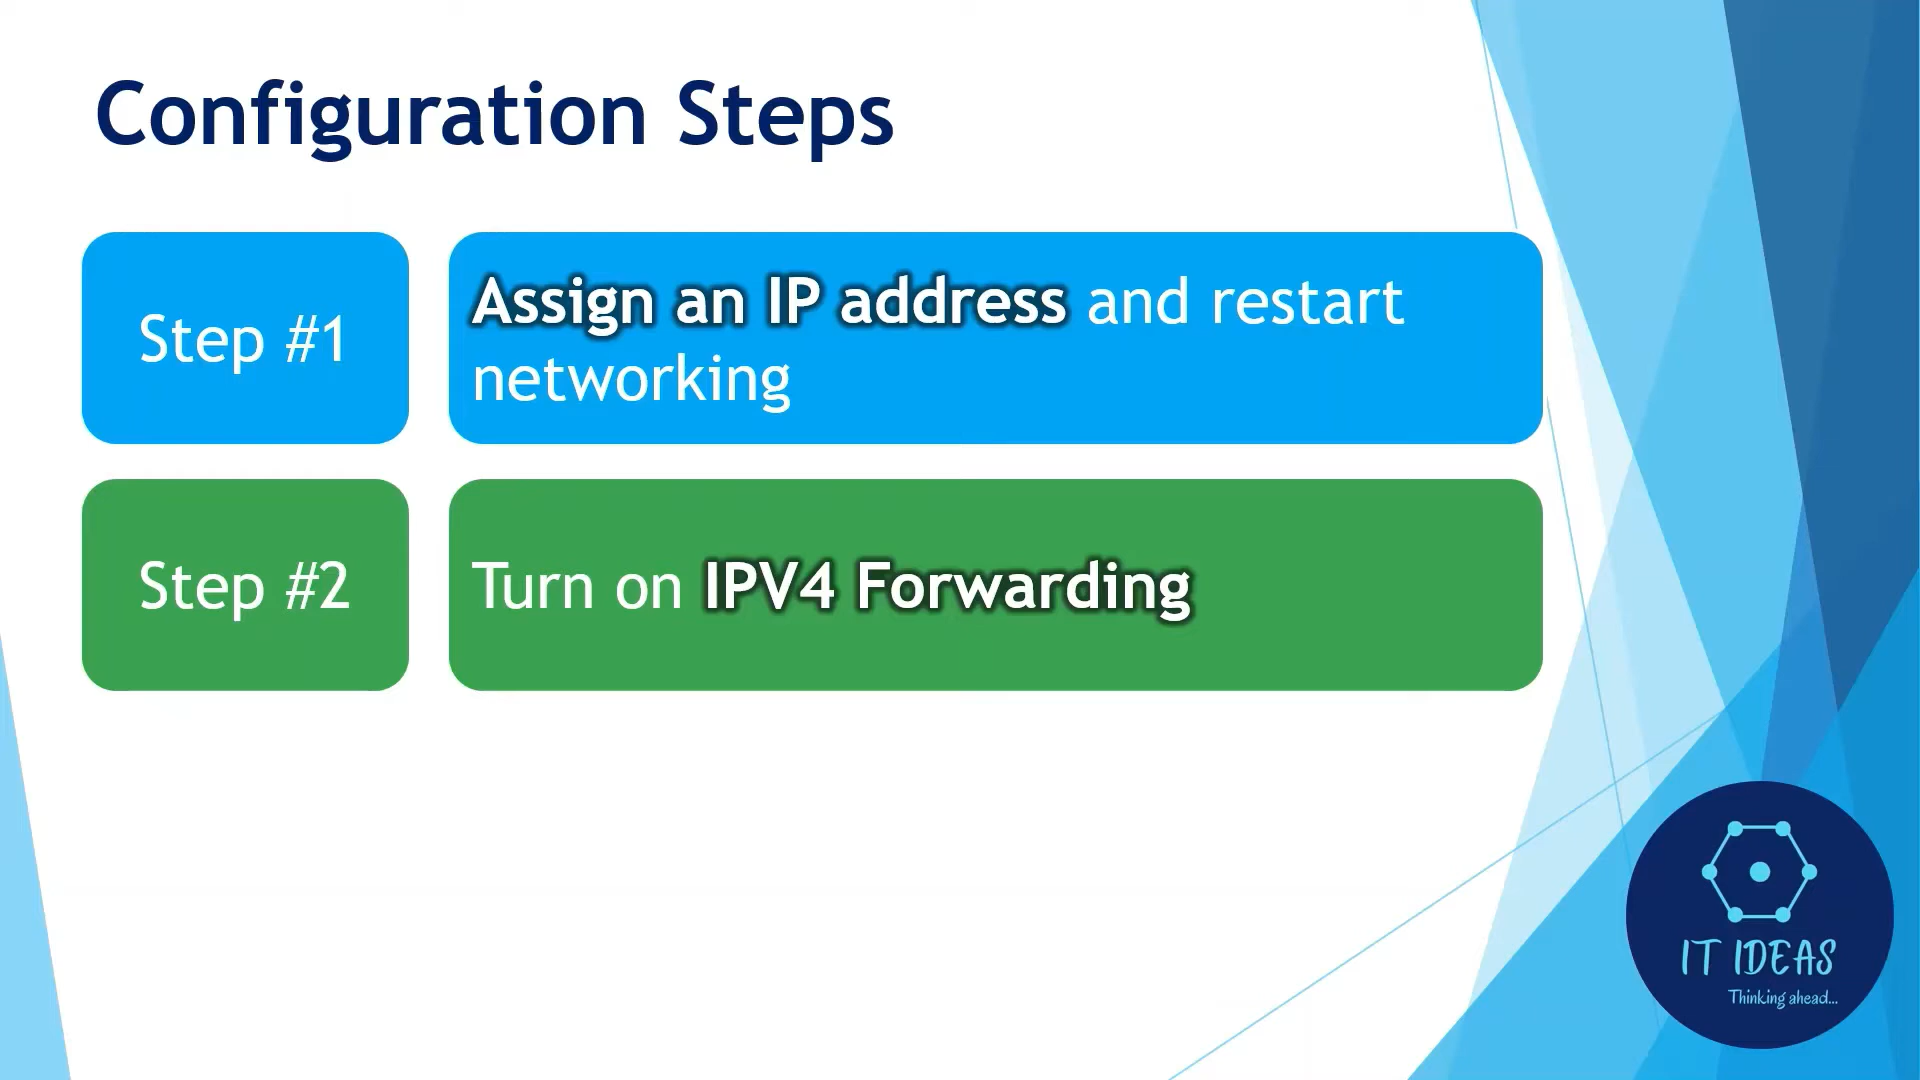 Configuration Steps
Step #1
Assign an IP address and restart
networking
Step #2
Turn on IPV4 Forwarding
IT IDEAS
Thinking ahead...